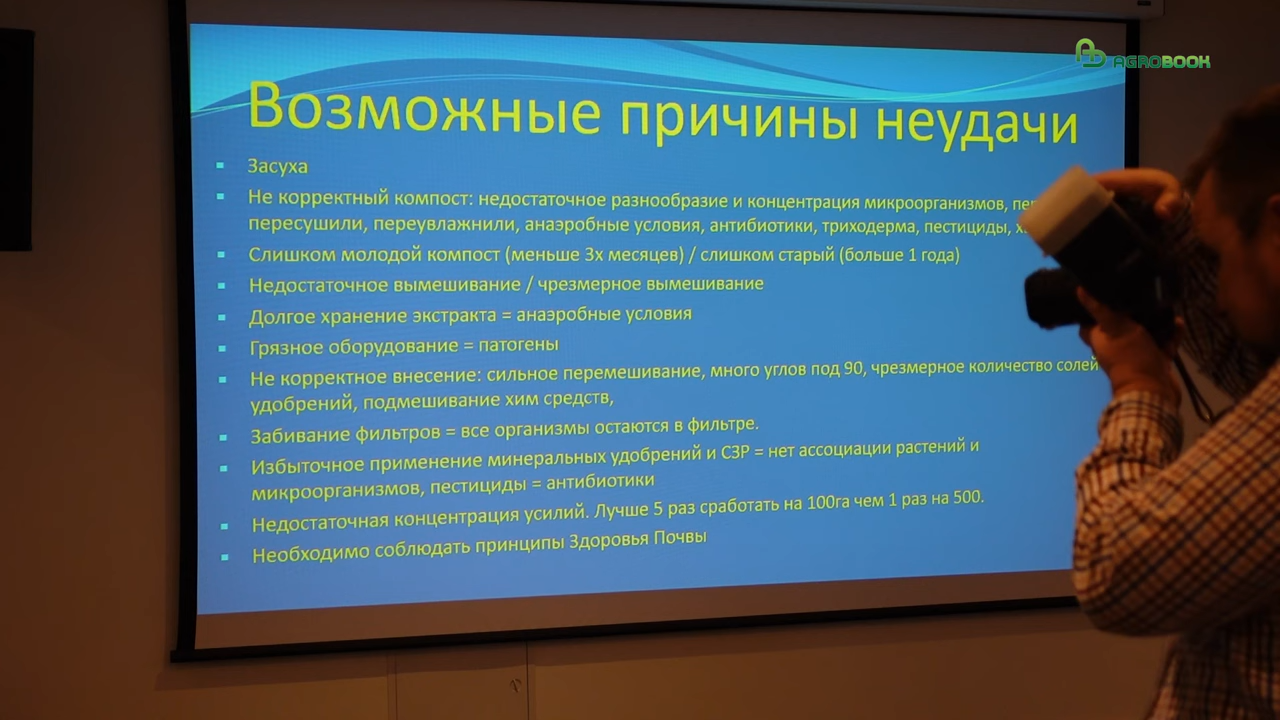 AGROBOOK
Возможные причины неудачи
Засуха
Не корректный компост: недостаточное разнообразие и концентрация микроорганизмов,
пересушили, переувлажнили, анаэробные условия, антибиотики, триходерма, пестициды,
Слишком молодой компост (меньше 3х месяцев) / слишком старый (больше 1 года)
Недостаточное вымешивание / чрезмерное вымешивание
Долгое хранение экстракта = анаэробные условия
Грязное оборудование = патогены
Не корректное внесение: сильное перемешивание, много углов под 90, чрезмерное количество солей
удобрений, подмешивание хим средств,
Забивание фильтров = все организмы остаются в фильтре.
Избыточное применение минеральных удобрений и СЗР = нет ассоциации растений и
микроорганизмов, пестициды = антибиотики
Недостаточная концентрация усилий. Лучше 5 раз сработать на 100га чем 1 раз на 500.
Необходимо соблюдать принципы Здоровья Почвы